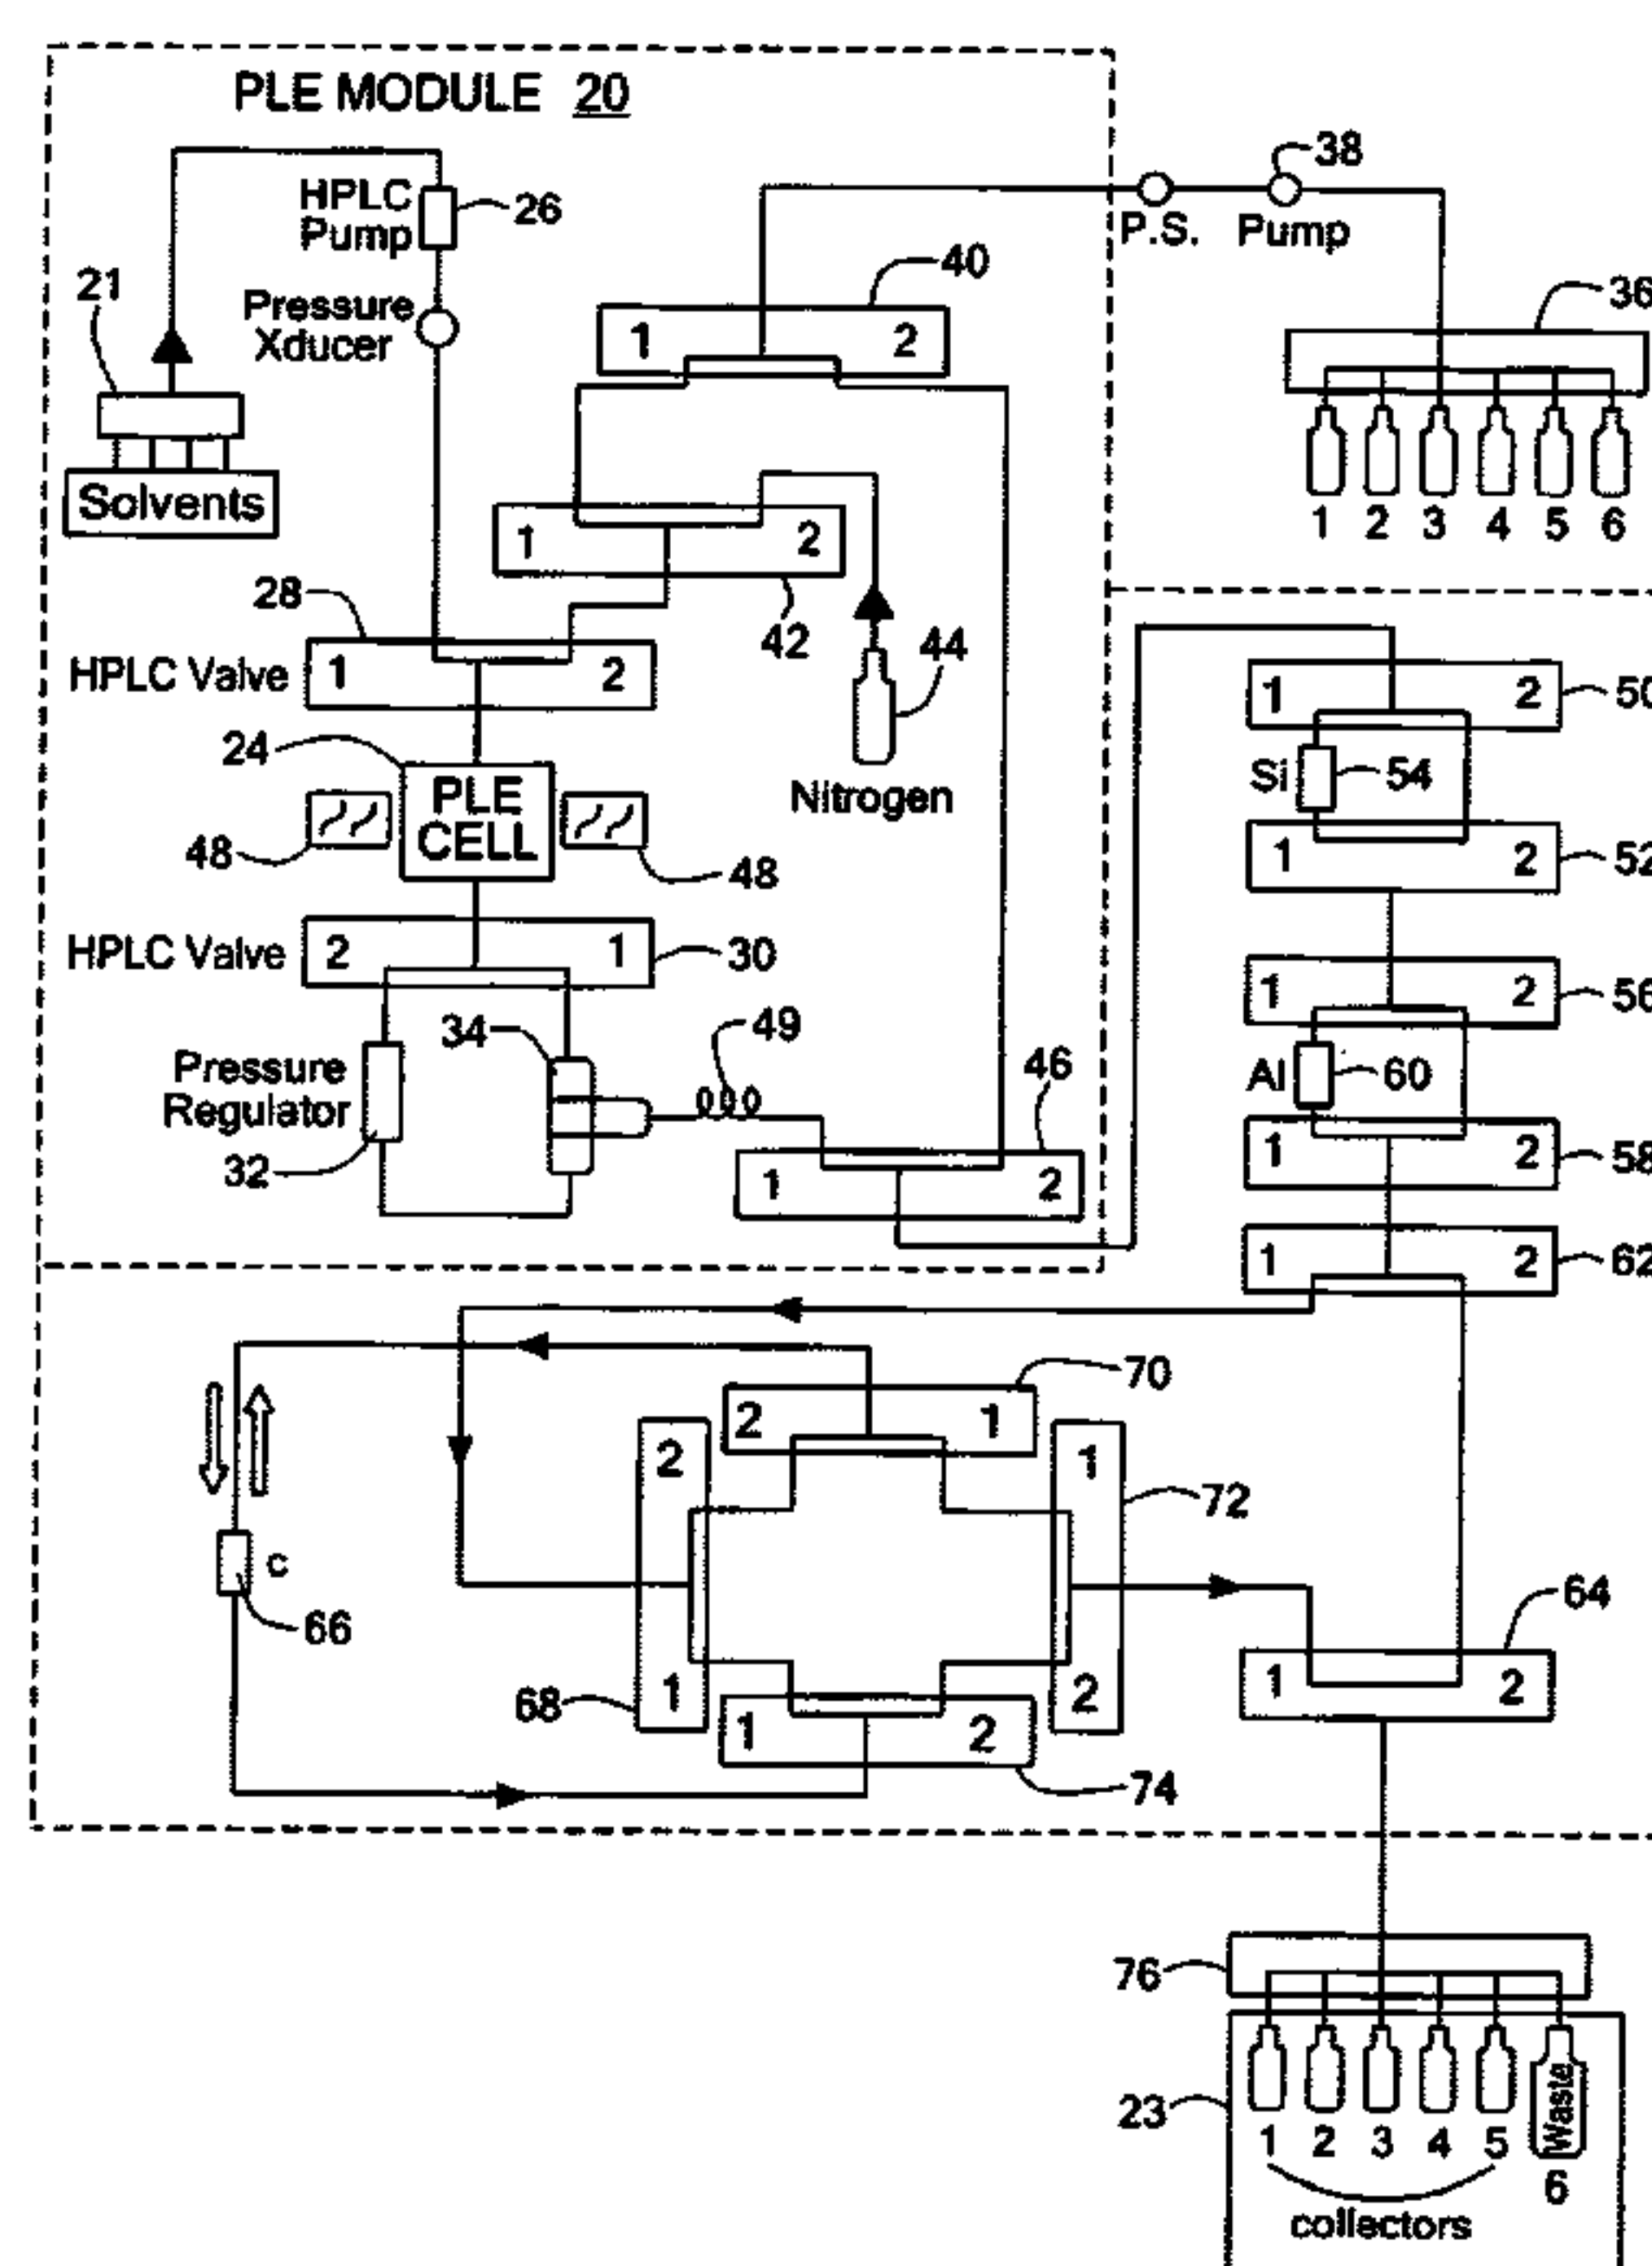 PLE MODULE 20
38
HPLC
Pump
26
P.S.
Pump
40
21
Pressure
Xducer
36
1
2
Solvents
1 2 3 4 5 6
1
2
28
42
44
HPLC Valve
1
2
1
2
50
24
PLE
CELL
Nitrogen
Si
54
48
48
1
2
52
HPLC Valve
2
1
30
1
2
56
34
49
46
Pressure
Regulator
Al
60
32
1
2
1
2
58
1
2
62
70
2
1
2
1
72
c
66
64
68
1
2
1
2
1
2
74
76
Waste
23
1 2 3 4 5
6
collectors